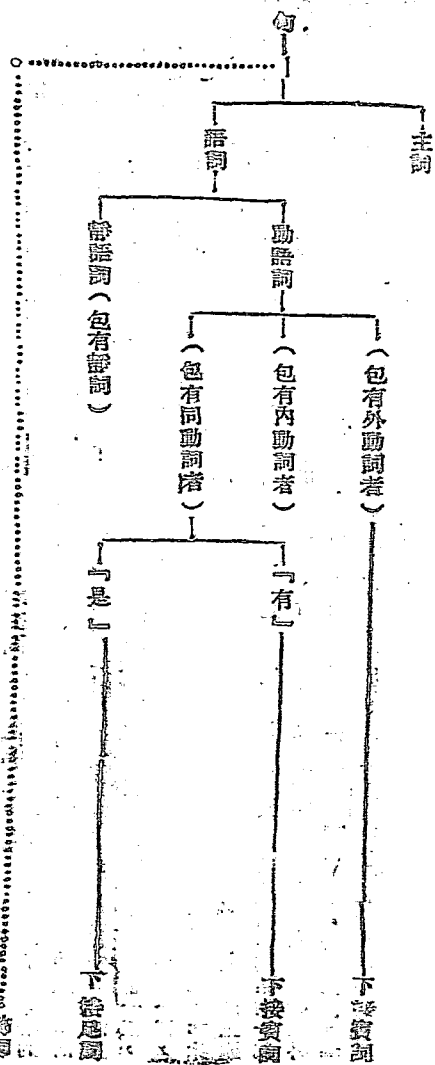 句
主詞
語詞
動語詞
（包有外動詞者）
下接賓詞
（包有內動詞者）
（包有同動詞者）
『有』
下接賓詞
『是』
下接足詞
靜語詞（包有靜詞）